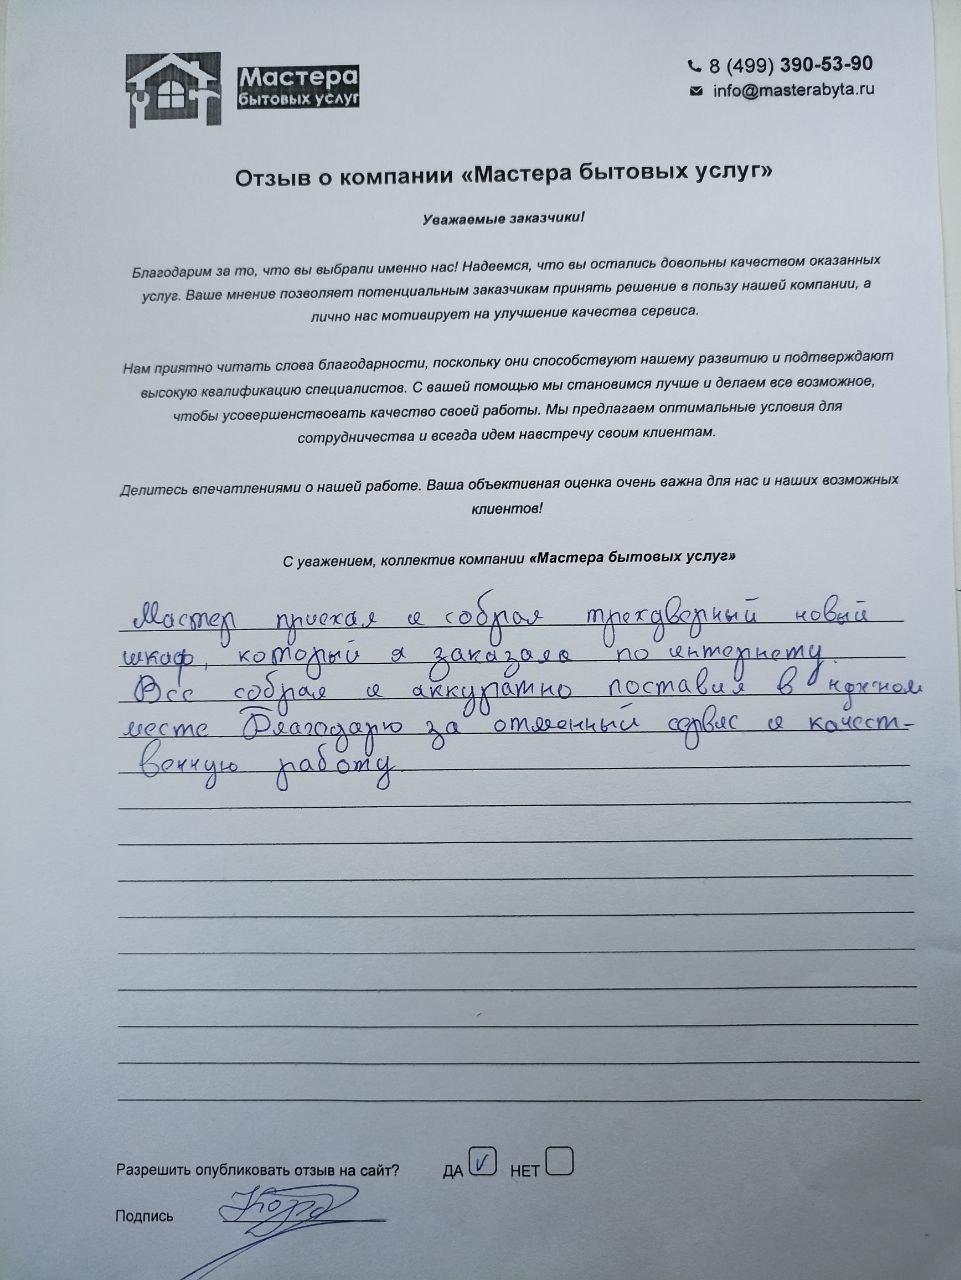 Мастера
бытовых услуг
8 (499) 390-53-90
info@masterabyta.ru
Отзыв о компании «Мастера бытовых услуг»
Уважаемые заказчики!
Благодарим за то, что вы выбрали именно нас! Надеемся, что вы остались довольны качеством оказанных
услуг. Ваше мнение позволяет потенциальным заказчикам принять решение в пользу нашей компании, а
лично нас мотивирует на улучшение качества сервиса.
Нам приятно читать слова благодарности, поскольку они способствуют нашему развитию и подтверждают
высокую квалификацию специалистов. С вашей помощью мы становимся лучше и делаем все возможное,
чтобы усовершенствовать качество своей работы. Мы предлагаем оптимальные условия для
сотрудничества и всегда идем навстречу своим клиентам.
Делитесь впечатлениями о нашей работе. Ваша объективная оценка очень важна для нас и наших возможных
клиентов!
С уважением, коллектив компании «Мастера бытовых услуг»
Мастер приехал и собрал трехдверный новый
шкаф, который я заказала по интернету.
Все собрал и аккуратно поставил в нужном
месте Благодарю за отменный сервис и качест-
венную работу
Разрешить опубликовать отзыв на сайт? ДА НЕТ
Подпись